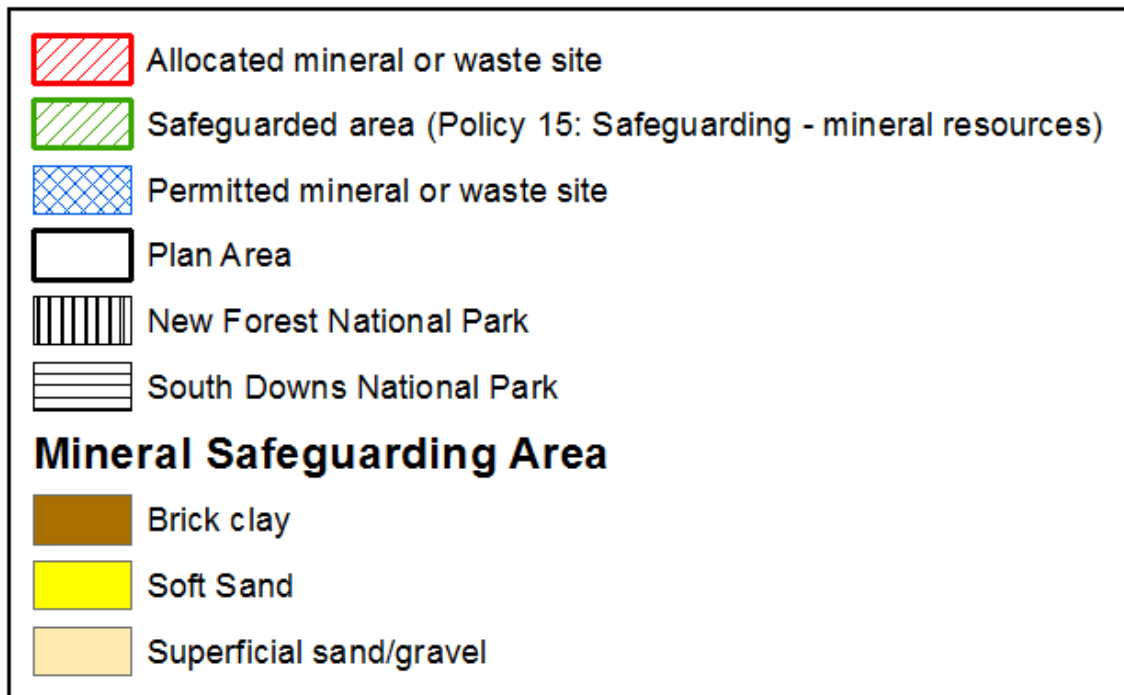 Allocated mineral or waste site
Safeguarded area (Policy 15: Safeguarding - mineral resources)
Permitted mineral or waste site
Plan Area
New Forest National Park
South Downs National Park
Mineral Safeguarding Area
Brick clay
Soft Sand
Superficial sand/gravel